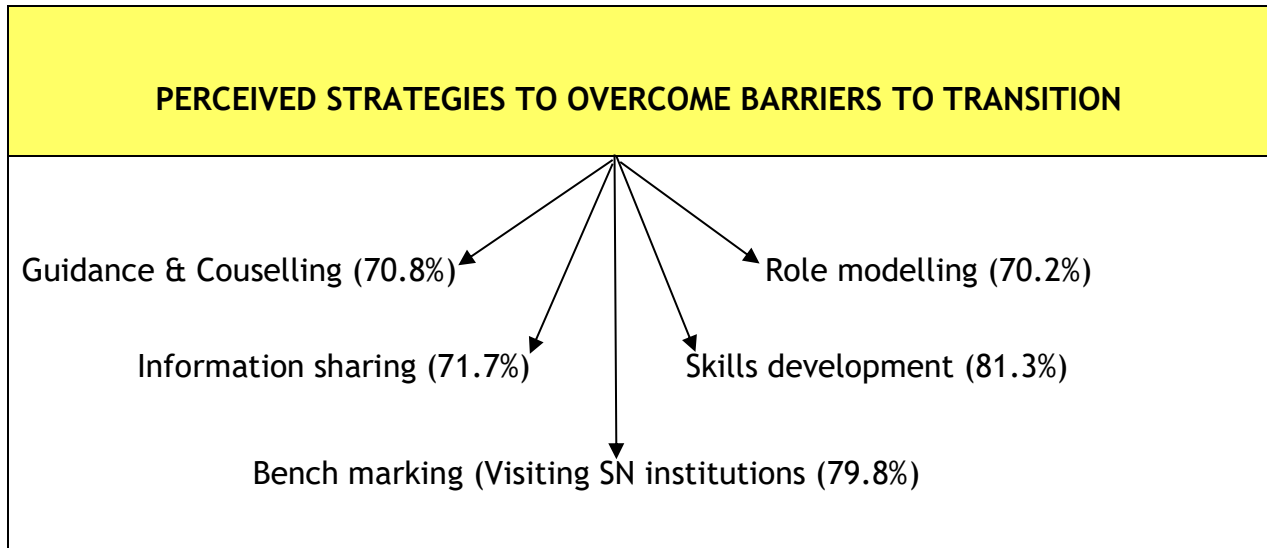 PERCEIVED STRATEGIES TO OVERCOME BARRIERS TO TRANSITION
Guidance & Couselling (70.8%)
Role modelling (70.2%)
Information sharing (71.7%)
Skills development (81.3%)
Bench marking (Visiting SN institutions (79.8%)